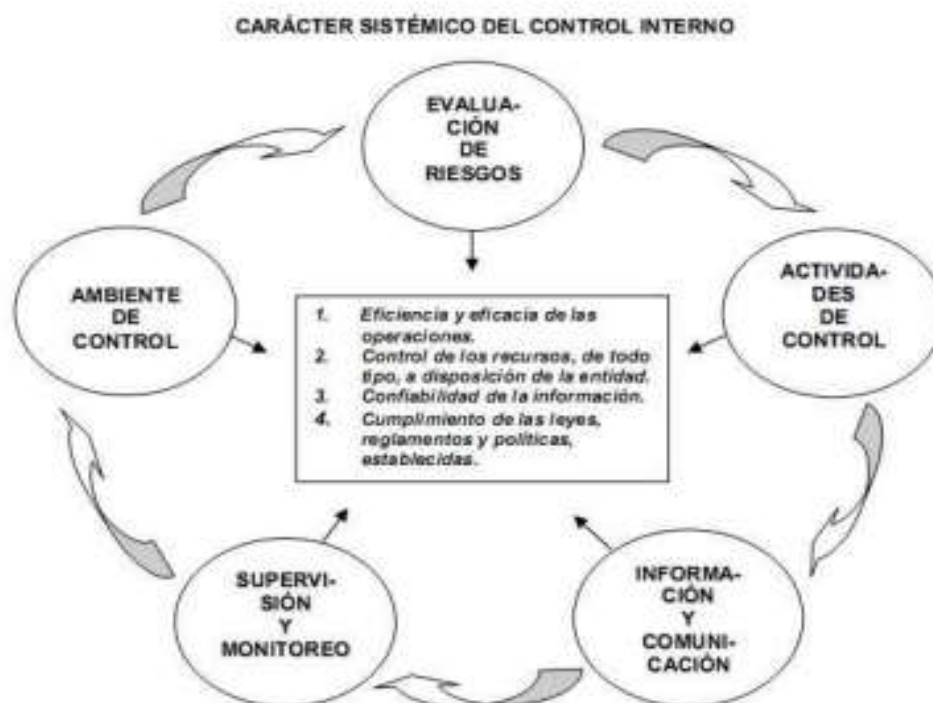 CARÁCTER SISTÉMICO DEL CONTROL INTERNO
EVALUA-
CIÓN
DE
RIESGOS
AMBIENTE
DE
CONTROL
ACTIVIDA-
DES
DE
CONTROL
1. Eficiencia y eficacia de las
operaciones.
2. Control de los recursos, de todo
tipo, a disposición de la entidad.
3. Confiabilidad de la información.
4. Cumplimiento de las leyes,
reglamentos y políticas,
establecidas.
SUPERVI-
SIÓN
Y
MONITOREO
INFORMA-
CIÓN
Y
COMUNI-
CACIÓN